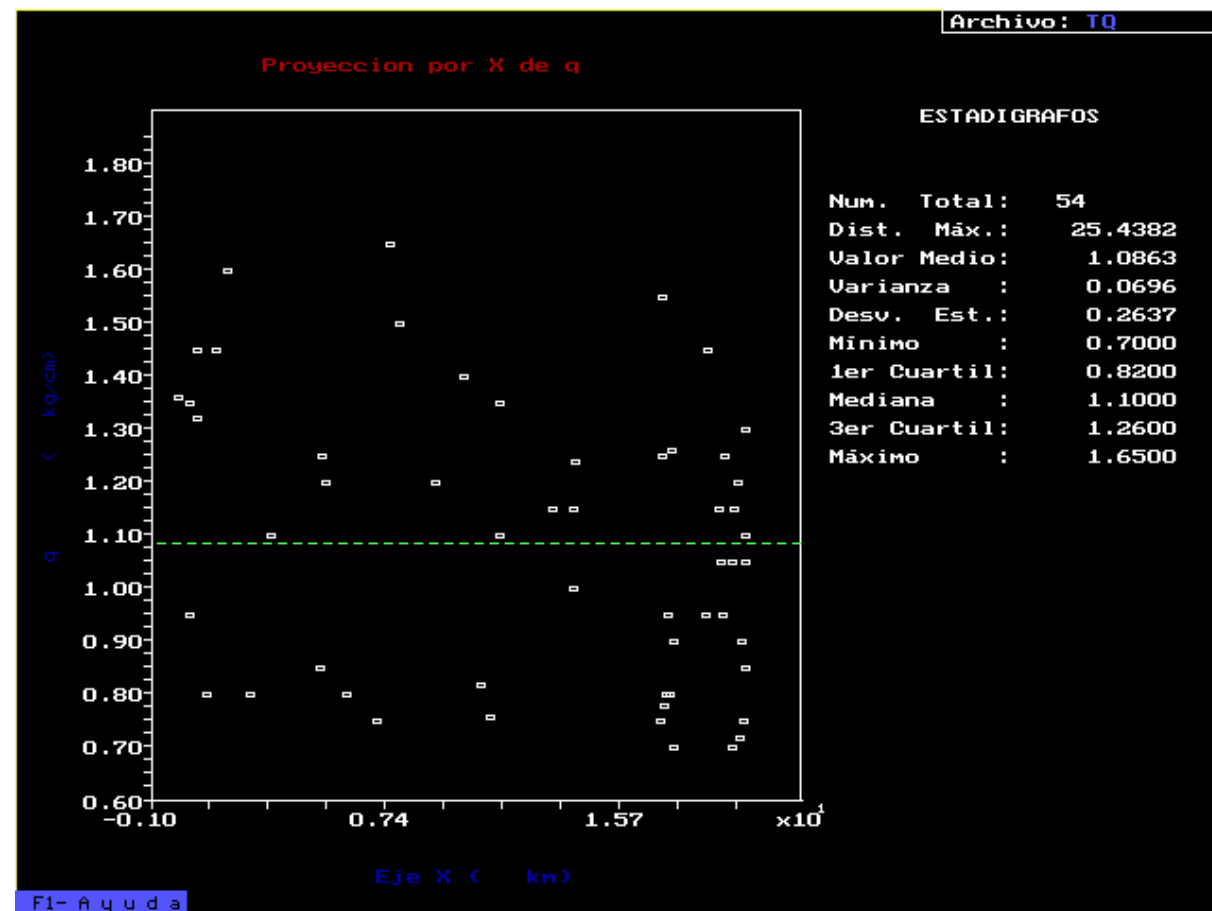 Archivo: TQ
Proyeccion por X de q
ESTADIGRAFOS
Num. Total: 54
Dist. Máx.: 25.4382
Valor Medio: 1.0863
Varianza : 0.0696
Desv. Est.: 0.2637
Mínimo : 0.7000
1er Cuartil: 0.8200
Mediana : 1.1000
3er Cuartil: 1.2600
Máximo : 1.6500
1.80
1.70
1.60
1.50
1.40
1.30
1.20
1.10
1.00
0.90
0.80
0.70
0.60
q ( kg/cm)
-0.10 0.74 1.57 x10¹
Eje X ( km)
F1- A y u d a